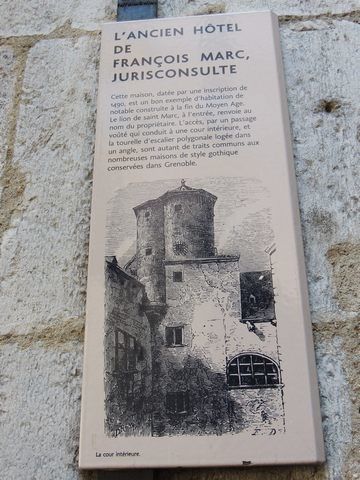 L'ANCIEN HÔTEL
DE
FRANÇOIS MARC,
JURISCONSULTE
Cette maison, datée par une inscription de
1490, est un bon exemple d'habitation de
notable construite à la fin du Moyen Age.
Le lion de saint Marc, à l'entrée, renvoie au
nom du propriétaire. L'accès, par un passage
voûté qui conduit à une cour intérieure, et
la tourelle d'escalier polygonale logée dans
un angle, sont autant de traits communs aux
nombreuses maisons de style gothique
conservées dans Grenoble.
La cour intérieure.